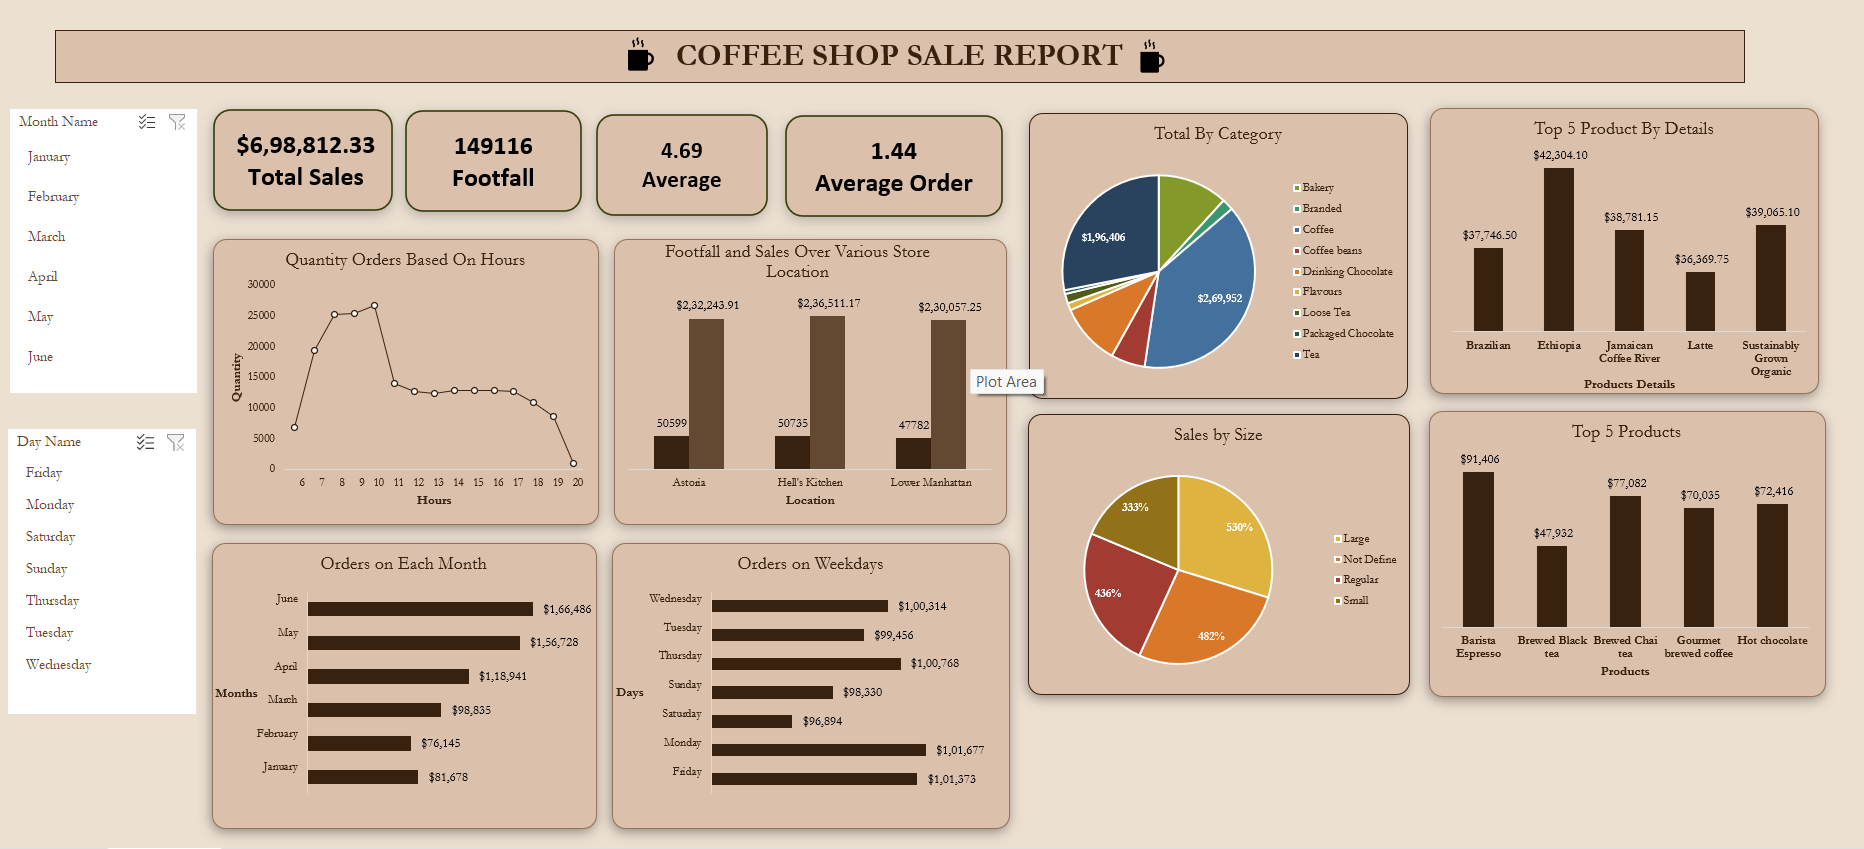 COFFEE SHOP SALE REPORT
Month Name
January
February
March
April
May
June
Day Name
Friday
Monday
Saturday
Sunday
Thursday
Tuesday
Wednesday
$6,98,812.33
Total Sales
149116
Footfall
4.69
Average
1.44
Average Order
Quantity Orders Based On Hours
30000
25000
20000
15000
10000
5000
0
Quantity
6 7 8 9 10 11 12 13 14 15 16 17 18 19 20
Hours
Footfall and Sales Over Various Store
Location
$2,32,243.91
$2,36,511.17
$2,30,057.25
50599
50735
47782
Astoria
Hell's Kitchen
Lower Manhattan
Location
Plot Area
Orders on Each Month
Months
June
$1,66,486
May
$1,56,728
April
$1,18,941
March
$98,835
February
$76,145
January
$81,678
Orders on Weekdays
Days
Wednesday
$1,00,314
Tuesday
$99,456
Thursday
$1,00,768
Sunday
$98,330
Saturday
$96,894
Monday
$1,01,677
Friday
$1,01,373
Total By Category
$1,96,406
$2,69,952
Bakery
Branded
Coffee
Coffee beans
Drinking Chocolate
Flavours
Loose Tea
Packaged Chocolate
Tea
Sales by Size
333%
530%
436%
482%
Large
Not Define
Regular
Small
Top 5 Product By Details
$37,746.50
$42,304.10
$38,781.15
$36,369.75
$39,065.10
Brazilian
Ethiopia
Jamaican
Coffee River
Latte
Sustainably
Grown
Organic
Products Details
Top 5 Products
$91,406
$47,932
$77,082
$70,035
$72,416
Barista
Espresso
Brewed Black
tea
Brewed Chai
tea
Gourmet
brewed coffee
Hot chocolate
Products